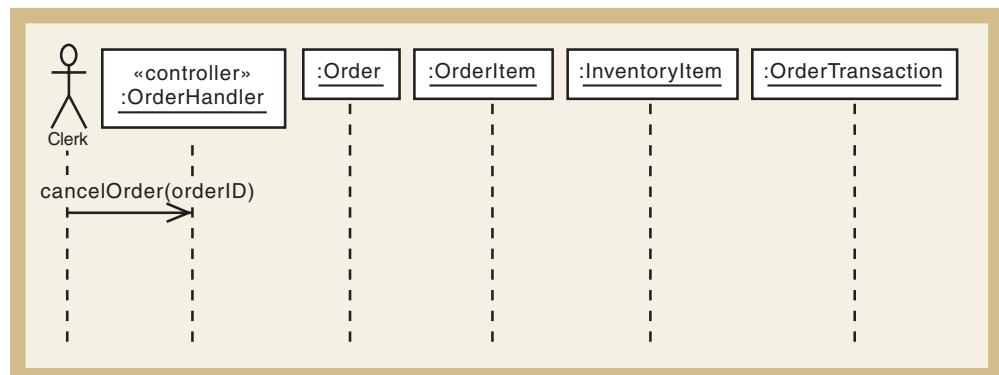 «controller»
:OrderHandler
:Order
:OrderItem
:InventoryItem
:OrderTransaction
Clerk
cancelOrder(orderID)